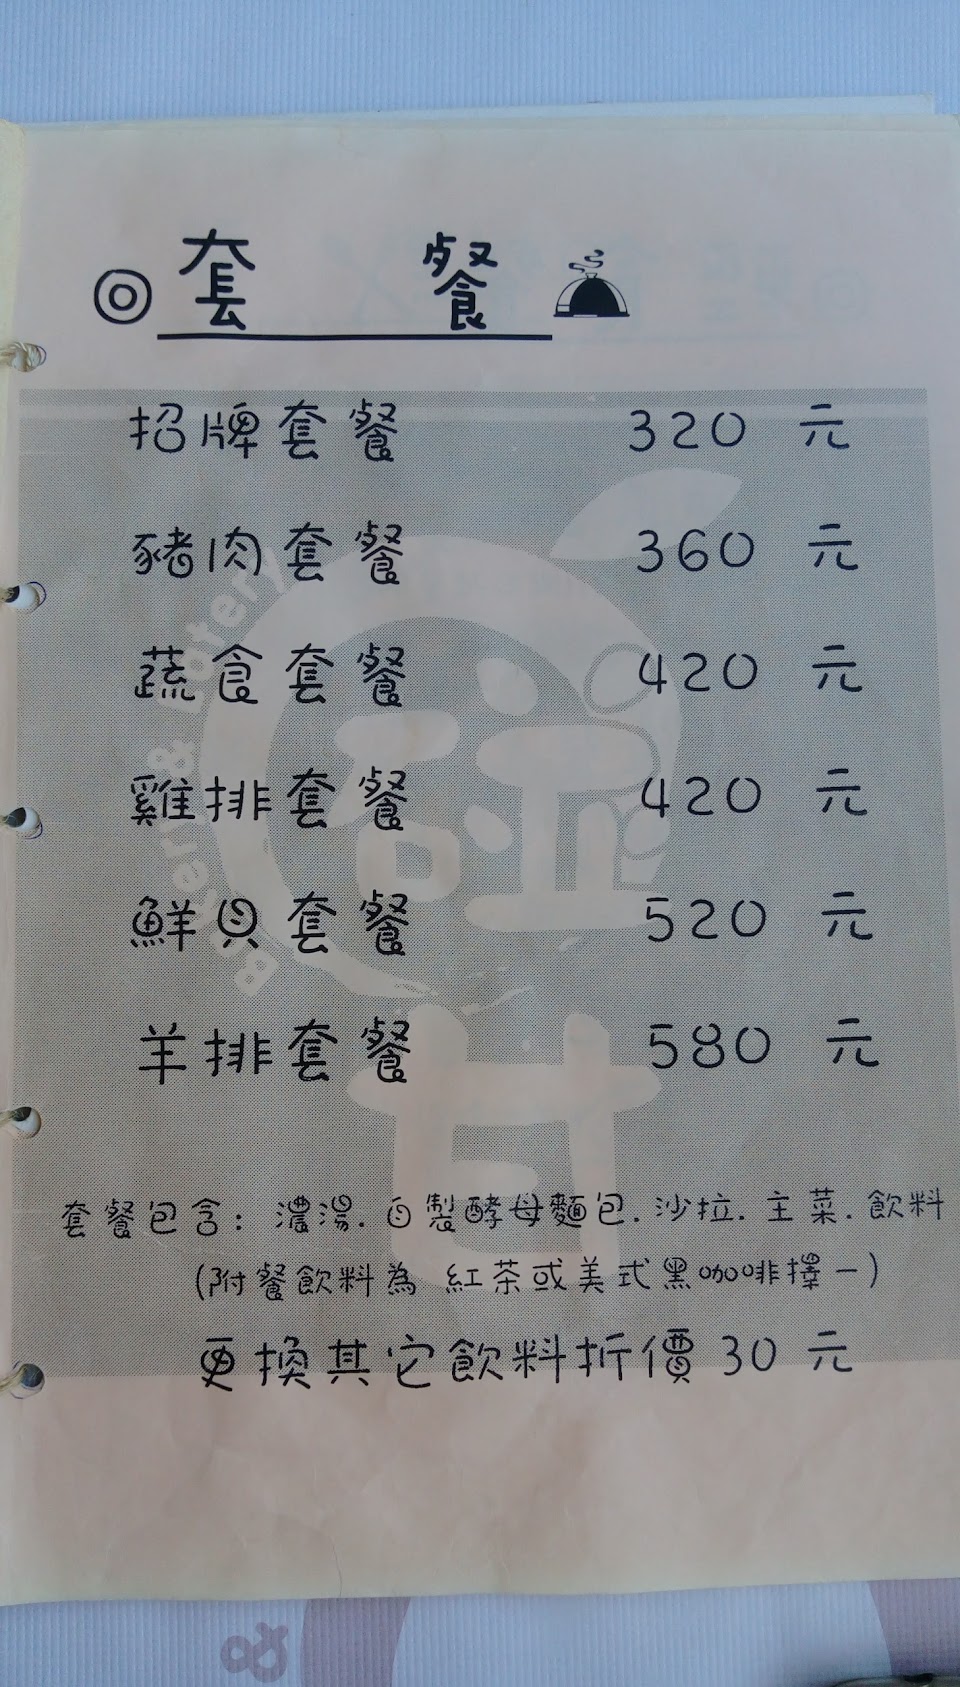 ◎套 餐
招牌套餐 320 元
豬肉套餐 360 元
蔬食套餐 420 元
雞排套餐 420 元
鮮貝套餐 520 元
羊排套餐 580 元
套餐包含: 濃湯. 自製酵母麵包. 沙拉. 主菜. 飲料
(附餐飲料為 紅茶或美式黑咖啡擇一)
更換其它飲料折價 30 元
Bakery & Eatery
甘
&